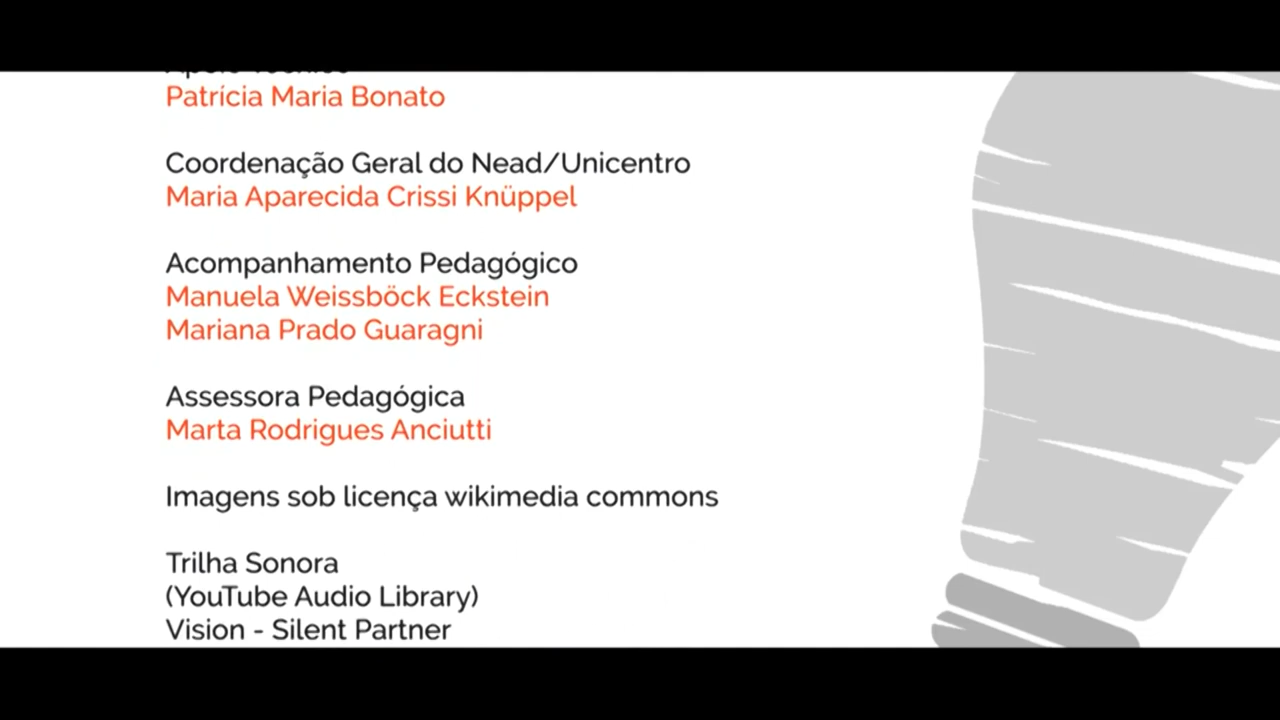 Patrícia Maria Bonato
Coordenação Geral do Nead/Unicentro
Maria Aparecida Crissi Knüppel
Acompanhamento Pedagógico
Manuela Weissböck Eckstein
Mariana Prado Guaragni
Assessora Pedagógica
Marta Rodrigues Anciutti
Imagens sob licença wikimedia commons
Trilha Sonora
(YouTube Audio Library)
Vision - Silent Partner